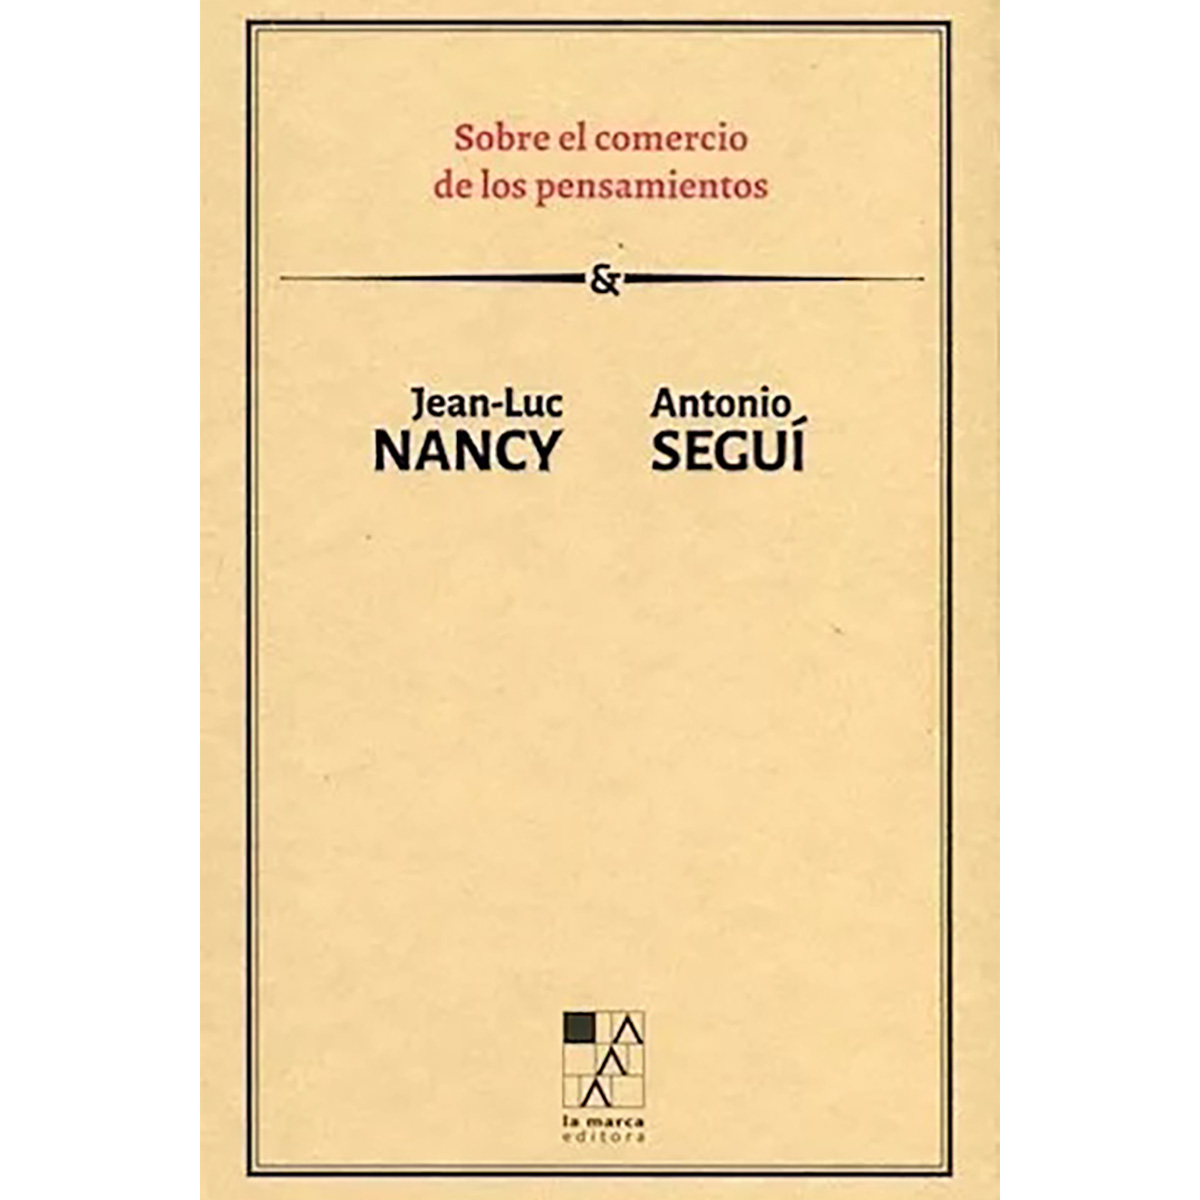 Sobre el comercio
de los pensamientos
&
Jean-Luc
NANCY
Antonio
SEGUÍ
la marca
editora